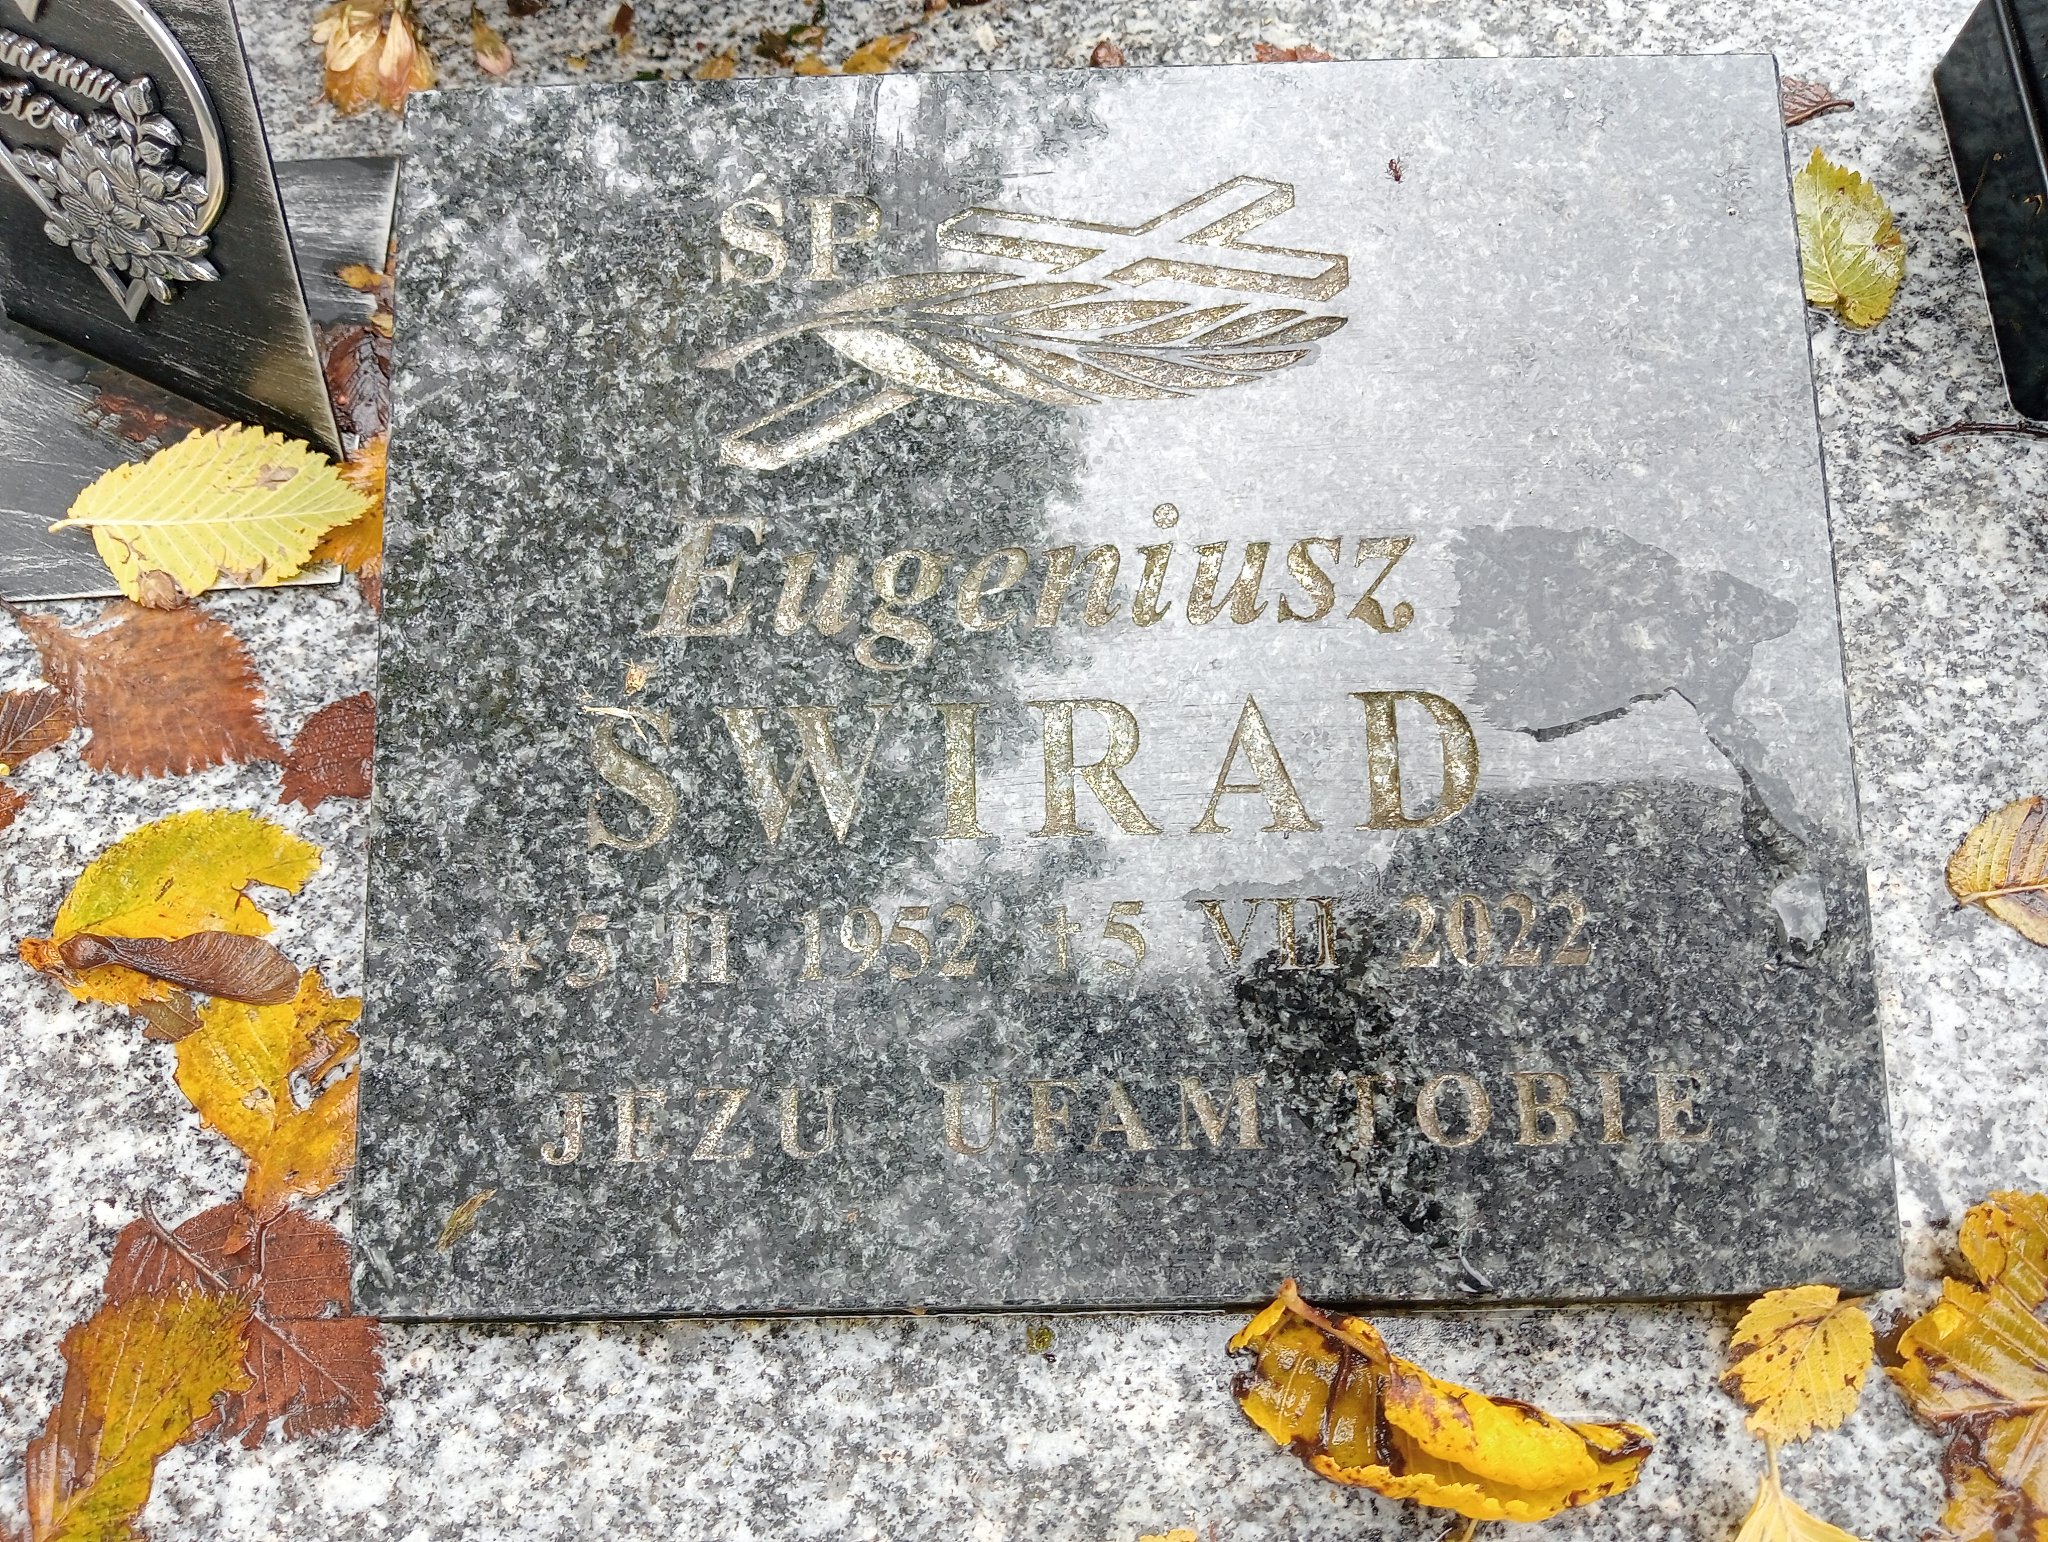 ŚP
Eugeniusz
ŚWIRAD
* 5 II 1952 † 5 VII 2022
JEZU UFAM TOBIE